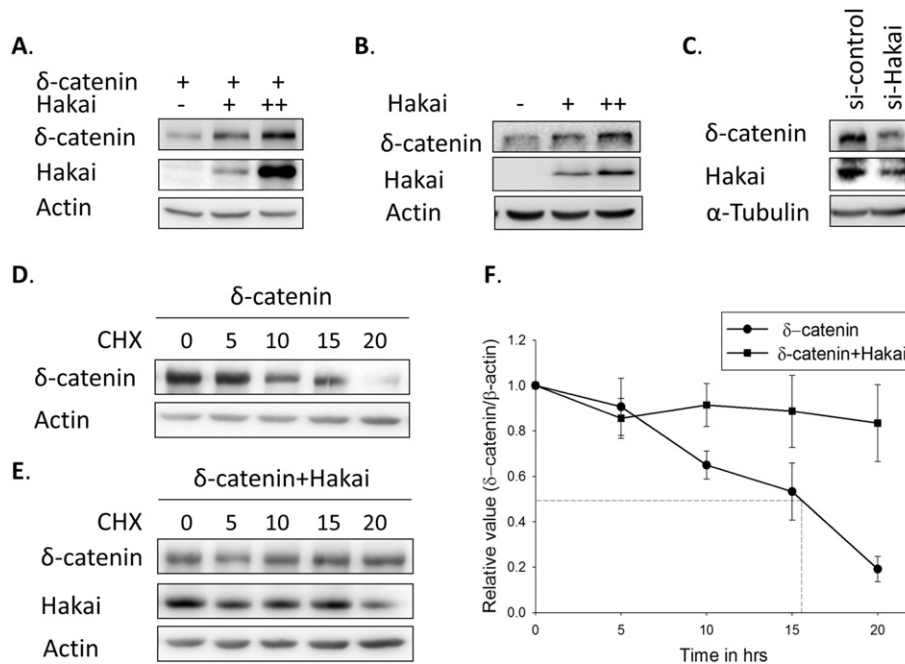 A.
δ-catenin + + +
Hakai - + ++
δ-catenin
Hakai
Actin
B.
Hakai - + ++
δ-catenin
Hakai
Actin
C.
si-control
si-Hakai
δ-catenin
Hakai
α-Tubulin
D.
δ-catenin
CHX 0 5 10 15 20
δ-catenin
Actin
E.
δ-catenin+Hakai
CHX 0 5 10 15 20
δ-catenin
Hakai
Actin
F.
δ–catenin
δ-catenin+Hakai
Relative value (δ–catenin/β-actin)
1.2
1.0
0.8
0.6
0.4
0.2
0.0
0 5 10 15 20
Time in hrs